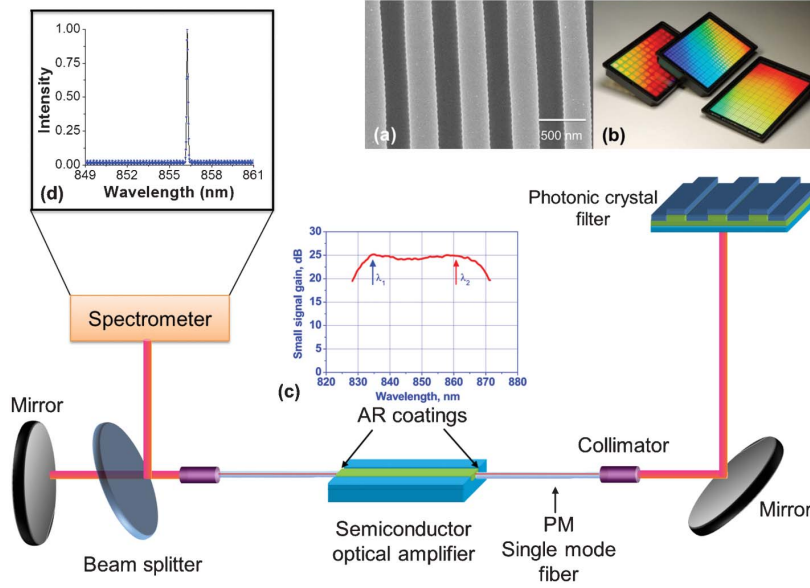 1.00
0.75
0.50
0.25
0.00
Intensity
849 852 855 858 861
Wavelength (nm)
(d)
(a)
500 nm
(b)
Photonic crystal
filter
30
25
20
15
10
5
0
Small signal gain, dB
λ1
λ2
820 830 840 850 860 870 880
Wavelength, nm
(c)
Spectrometer
Mirror
AR coatings
Collimator
Beam splitter
Semiconductor
optical amplifier
PM
Single mode
fiber
Mirror